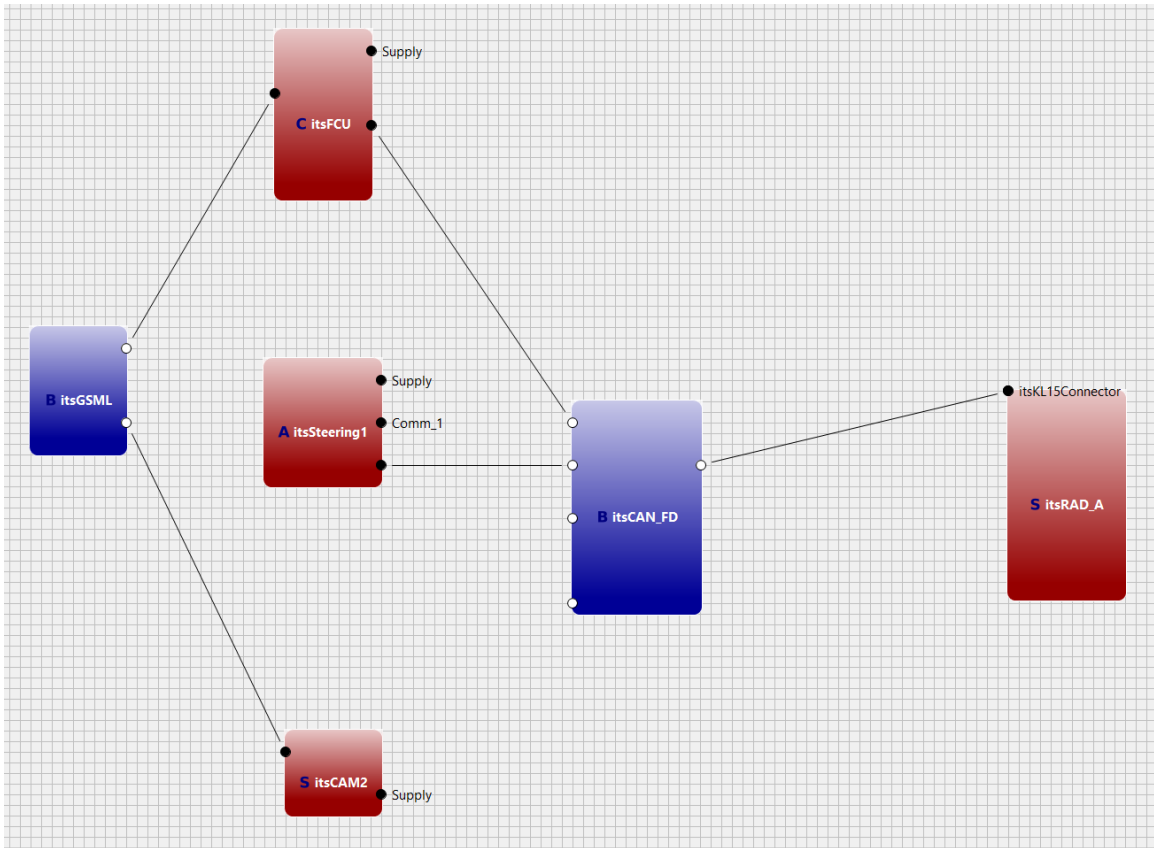 Supply
C itsFCU
B itsGSML
Supply
Comm_1
A itsSteering1
itsKL15Connector
S itsRAD_A
B itsCAN_FD
S itsCAM2
Supply